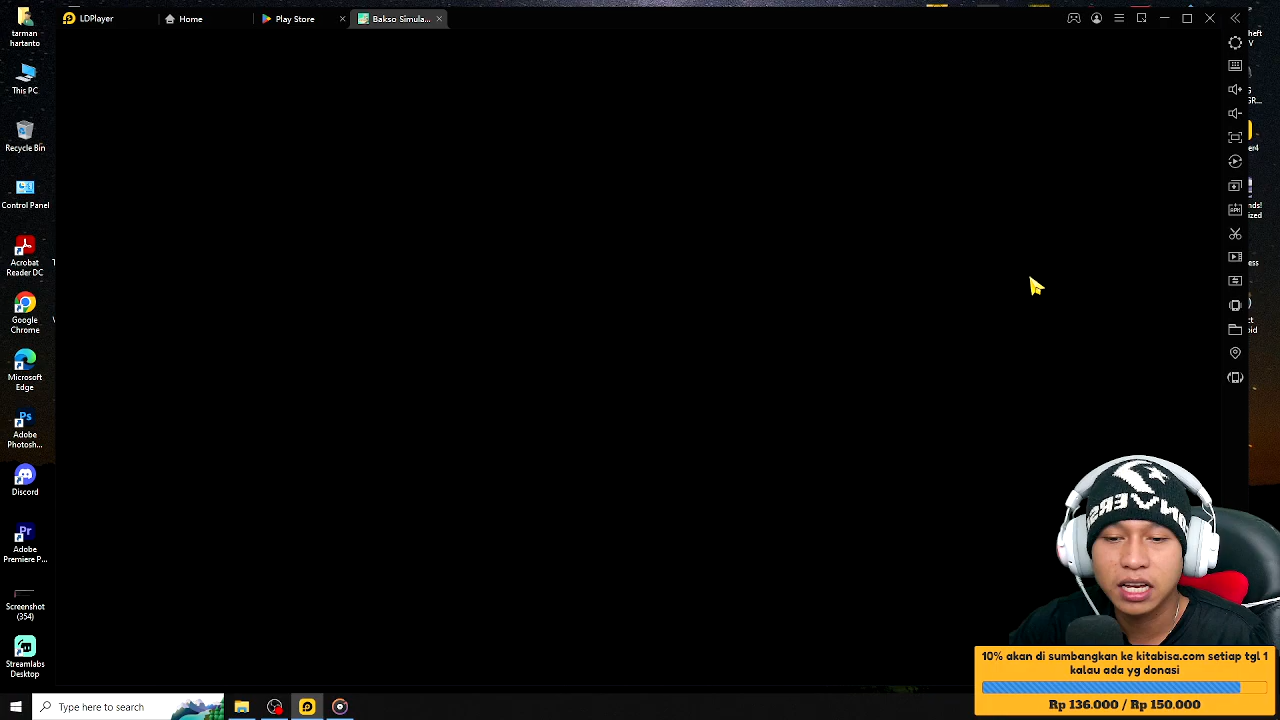 tarman
hartanto
LDPlayer
Home
Play Store
Bakso Simula...
This PC
Recycle Bin
Control Panel
Acrobat
Reader DC
Google
Chrome
Microsoft
Edge
Adobe
Photosh...
Discord
Adobe
Premiere P...
Screenshot
(354)
Streamlabs
Desktop
Type here to search
10% akan di sumbangkan ke kitabisa.com setiap tgl 1
kalau ada yg donasi
Rp 136.000 / Rp 150.000